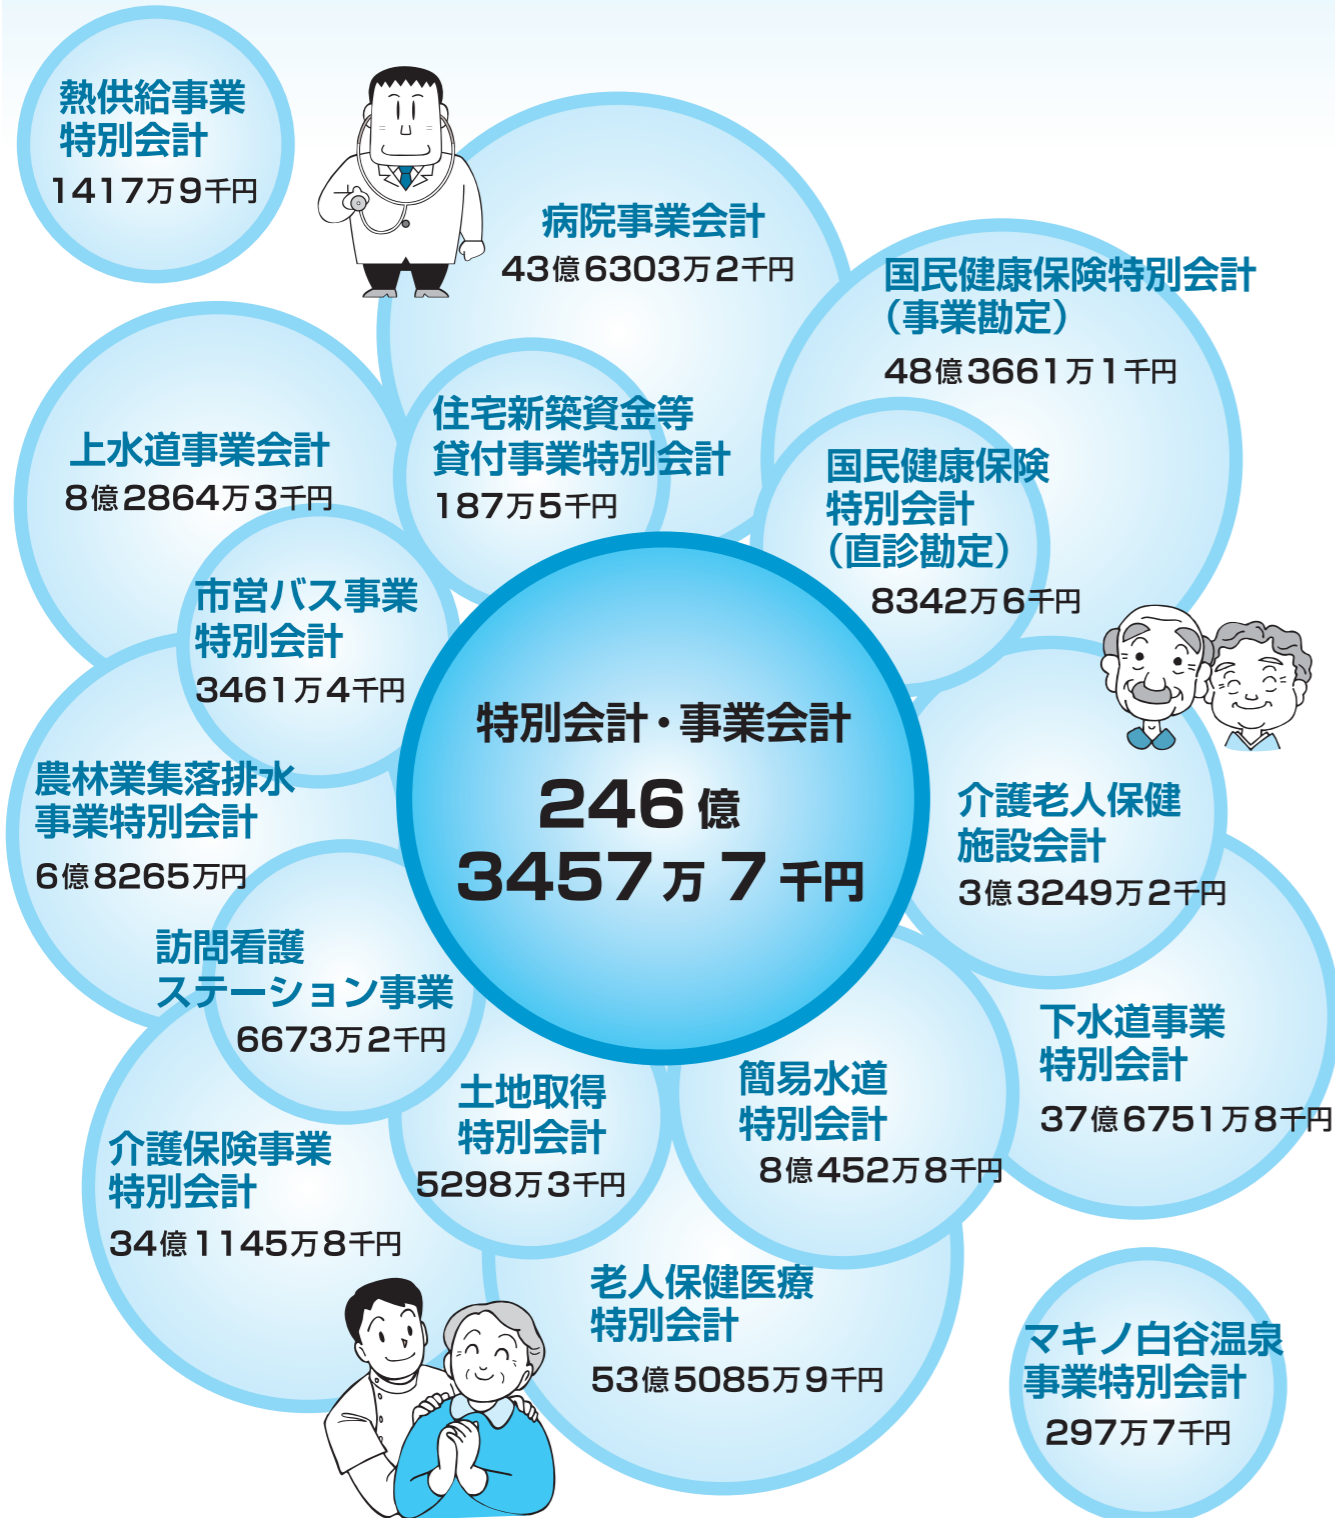 熱供給事業
特別会計
1417万9千円
病院事業会計
43億6303万2千円
国民健康保険特別会計
（事業勘定）
48億3661万1千円
上水道事業会計
8億2864万3千円
住宅新築資金等
貸付事業特別会計
187万5千円
国民健康保険
特別会計
（直診勘定）
8342万6千円
市営バス事業
特別会計
3461万4千円
特別会計・事業会計
246億
3457万7千円
農林業集落排水
事業特別会計
6億8265万円
介護老人保健
施設会計
3億3249万2千円
訪問看護
ステーション事業
6673万2千円
下水道事業
特別会計
37億6751万8千円
土地取得
特別会計
5298万3千円
簡易水道
特別会計
8億452万8千円
介護保険事業
特別会計
34億1145万8千円
老人保健医療
特別会計
53億5085万9千円
マキノ白谷温泉
事業特別会計
297万7千円